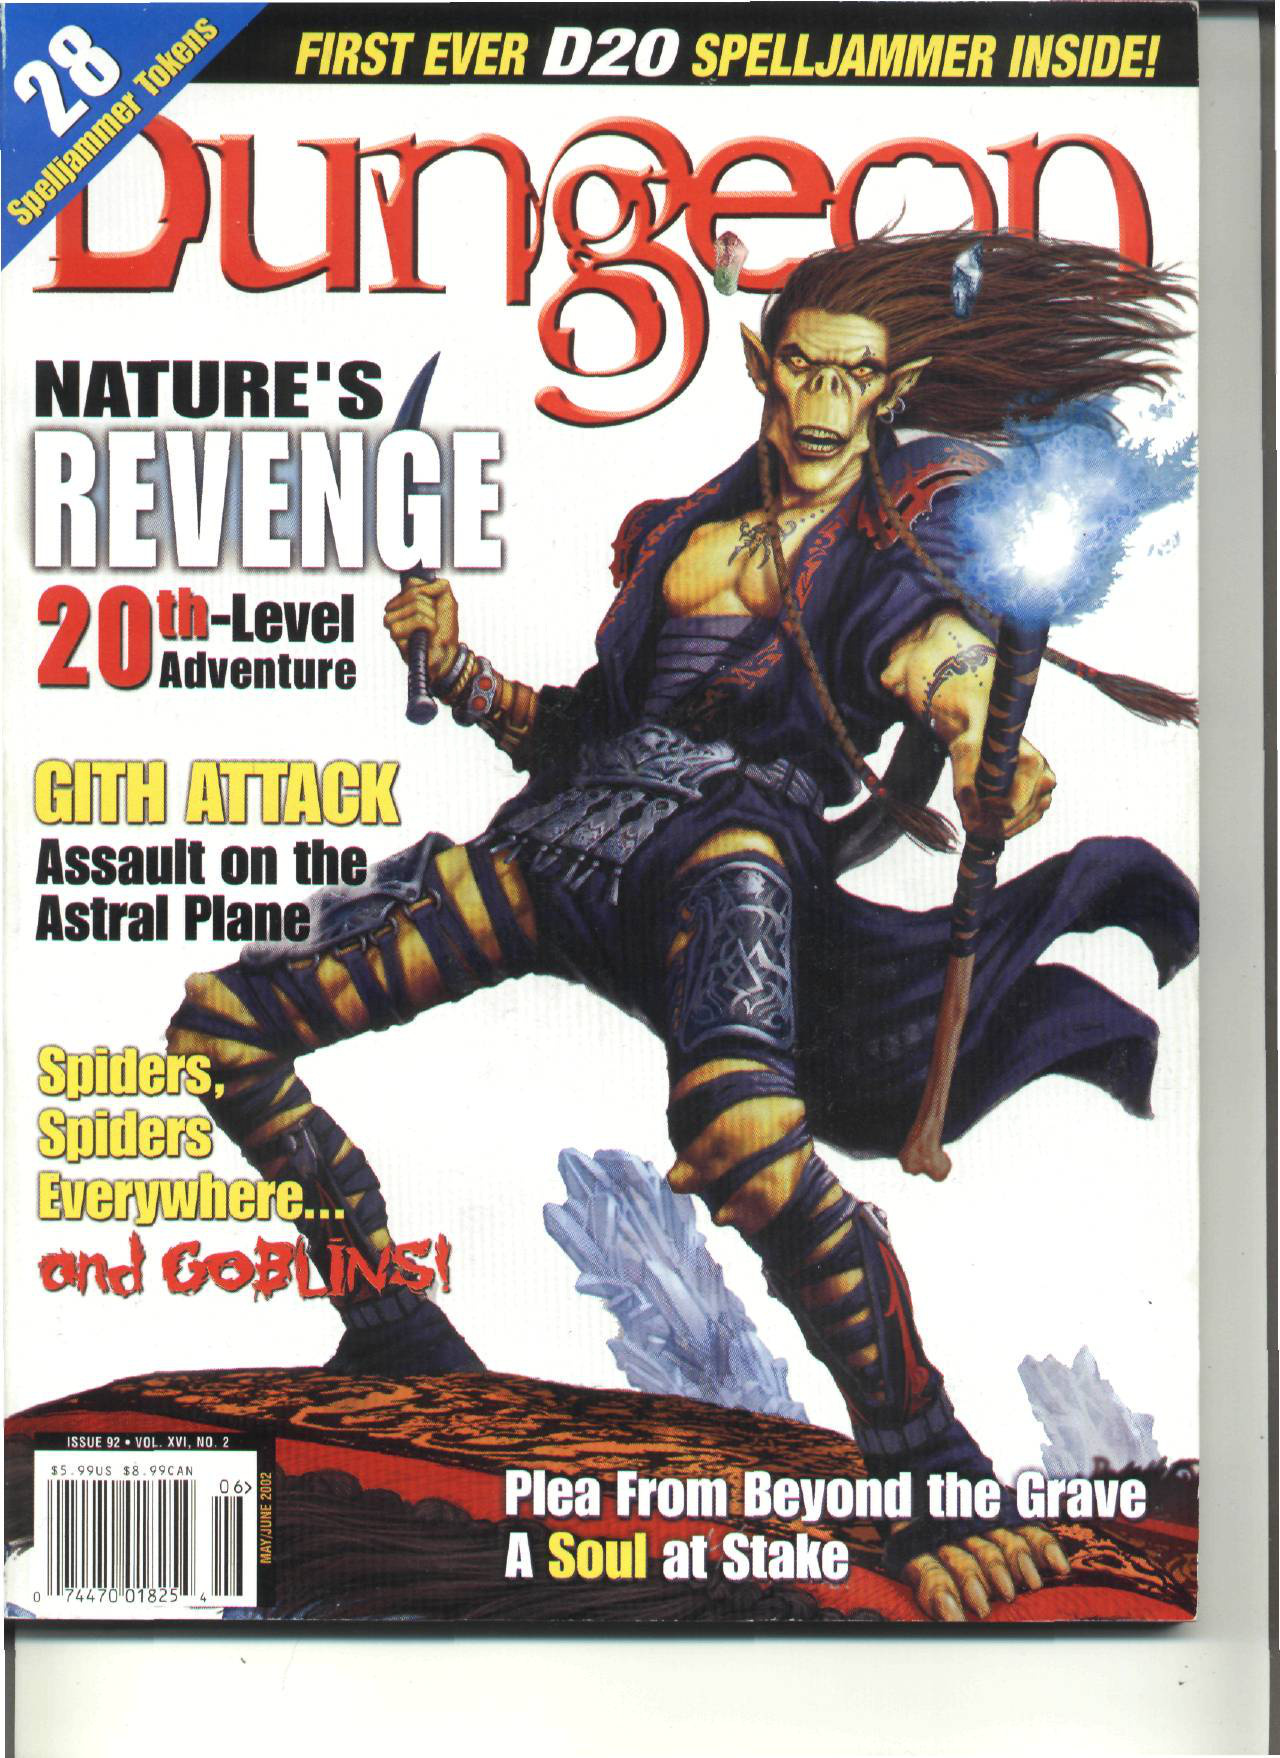 28
Spelljammer Tokens
FIRST EVER D20 SPELLJAMMER INSIDE!
Dungeon
NATURE'S
REVENGE
20th-Level
Adventure
GITH ATTACK
Assault on the
Astral Plane
Spiders,
Spiders
Everywhere...
and GOBLINS!
ISSUE 92 • VOL. XVI, NO. 2
$5.99US $8.99CAN
06>
MAY/JUNE 2002
0 74470 01825 4
Plea From Beyond the Grave
A Soul at Stake